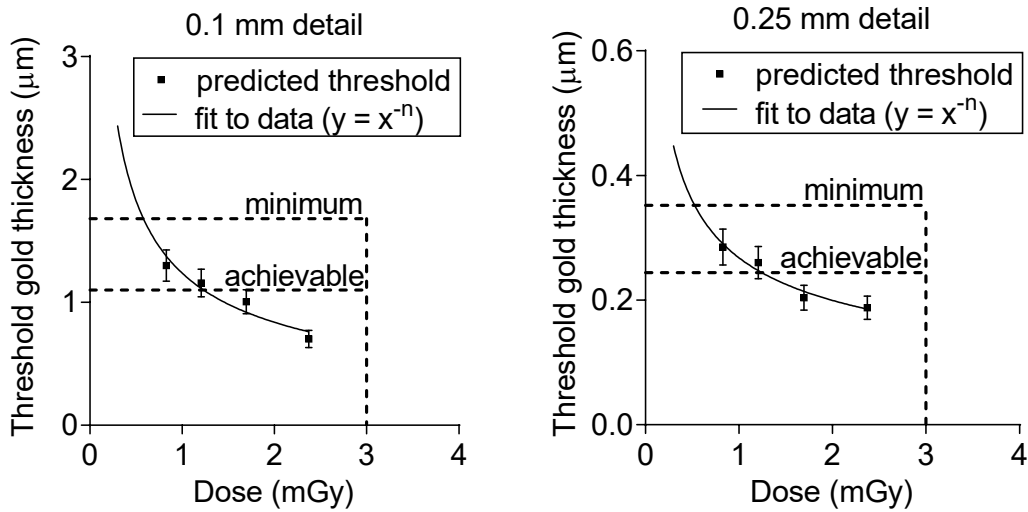 0.1 mm detail
Threshold gold thickness (μm)
3
2
1
0
predicted threshold
fit to data (y = x⁻ⁿ)
minimum
achievable
0 1 2 3 4
Dose (mGy)
0.25 mm detail
Threshold gold thickness (μm)
0.6
0.4
0.2
0.0
predicted threshold
fit to data (y = x⁻ⁿ)
minimum
achievable
0 1 2 3 4
Dose (mGy)